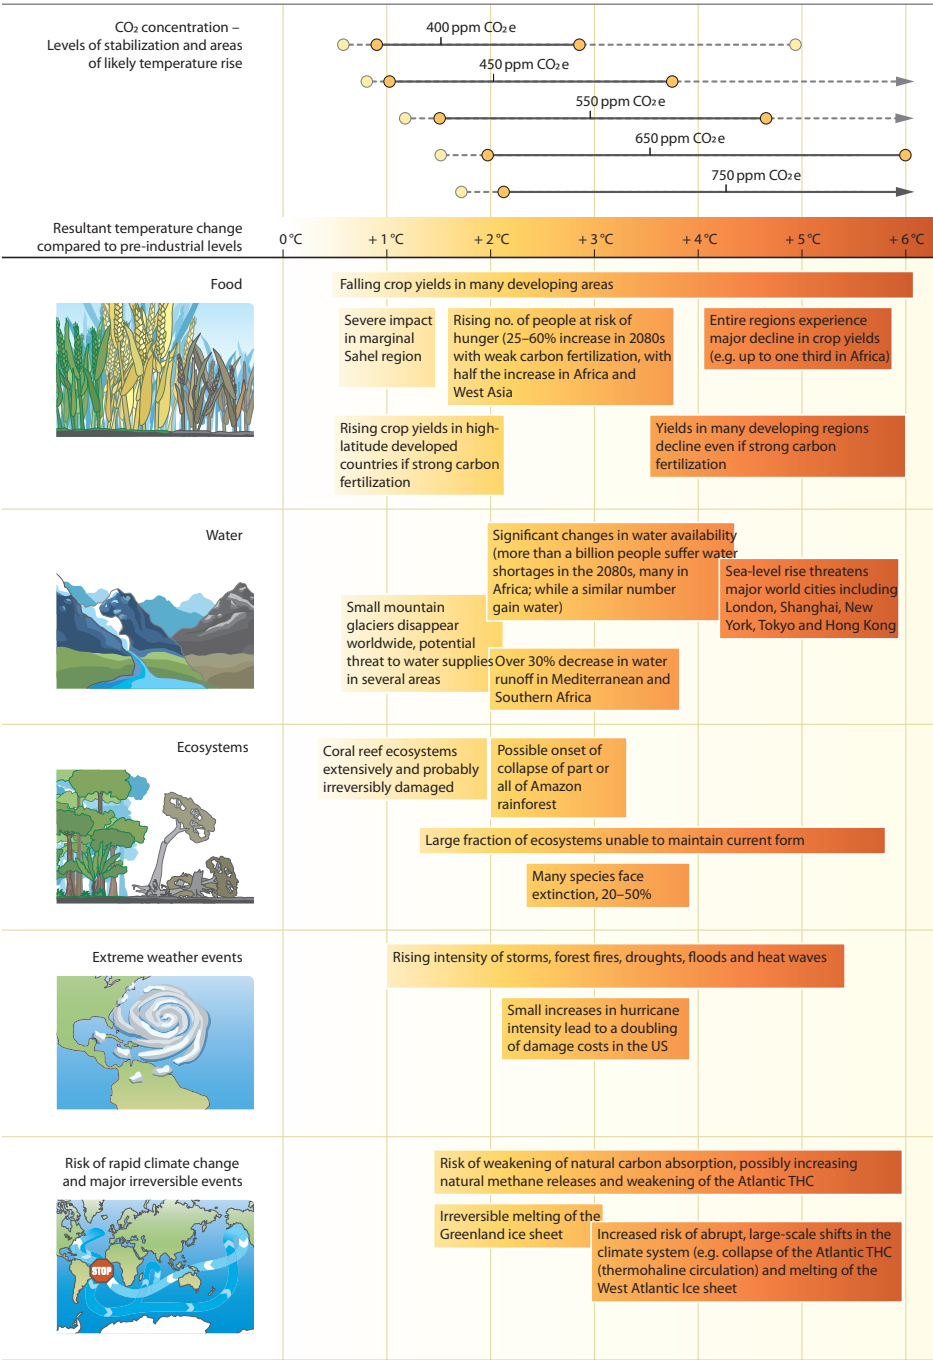 CO₂ concentration –
Levels of stabilization and areas
of likely temperature rise
400 ppm CO₂e
450 ppm CO₂e
550 ppm CO₂e
650 ppm CO₂e
750 ppm CO₂e
Resultant temperature change
compared to pre-industrial levels
0 °C
+ 1 °C
+ 2 °C
+ 3 °C
+ 4 °C
+ 5 °C
+ 6 °C
Food
Falling crop yields in many developing areas
Severe impact
in marginal
Sahel region
Rising no. of people at risk of
hunger (25–60% increase in 2080s
with weak carbon fertilization, with
half the increase in Africa and
West Asia
Entire regions experience
major decline in crop yields
(e.g. up to one third in Africa)
Rising crop yields in high-
latitude developed
countries if strong carbon
fertilization
Yields in many developing regions
decline even if strong carbon
fertilization
Water
Significant changes in water availability
(more than a billion people suffer water
shortages in the 2080s, many in
Africa; while a similar number
gain water)
Sea-level rise threatens
major world cities including
London, Shanghai, New
York, Tokyo and Hong Kong
Small mountain
glaciers disappear
worldwide, potential
threat to water supplies
in several areas
Over 30% decrease in water
runoff in Mediterranean and
Southern Africa
Ecosystems
Coral reef ecosystems
extensively and probably
irreversibly damaged
Possible onset of
collapse of part or
all of Amazon
rainforest
Large fraction of ecosystems unable to maintain current form
Many species face
extinction, 20–50%
Extreme weather events
Rising intensity of storms, forest fires, droughts, floods and heat waves
Small increases in hurricane
intensity lead to a doubling
of damage costs in the US
Risk of rapid climate change
and major irreversible events
STOP
Risk of weakening of natural carbon absorption, possibly increasing
natural methane releases and weakening of the Atlantic THC
Irreversible melting of the
Greenland ice sheet
Increased risk of abrupt, large-scale shifts in the
climate system (e.g. collapse of the Atlantic THC
(thermohaline circulation) and melting of the
West Atlantic Ice sheet